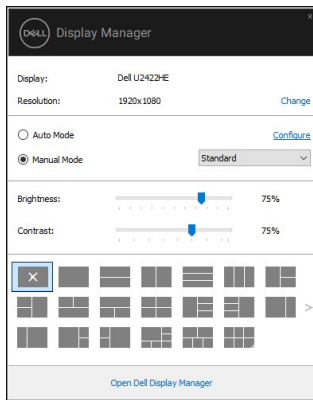 DELL Display Manager
Display: Dell U2422HE
Resolution: 1920x1080 Change
Auto Mode Configure
Manual Mode Standard
Brightness: 75%
Contrast: 75%
Open Dell Display Manager